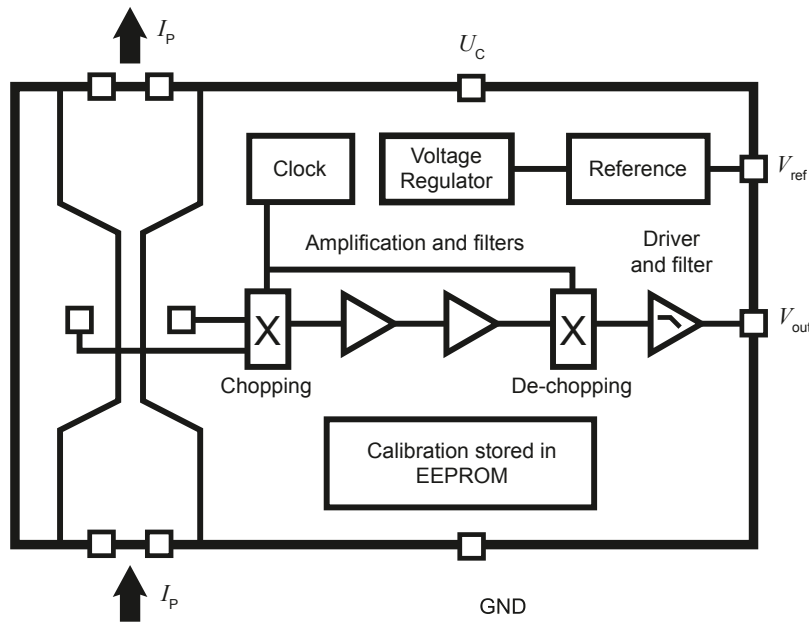 I_P
U_C
Clock
Voltage
Regulator
Reference
V_ref
Amplification and filters
Driver
and filter
X
X
V_out
Chopping
De-chopping
Calibration stored in
EEPROM
I_P
GND